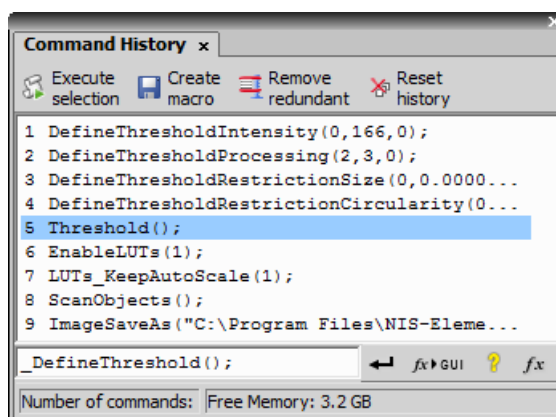 Command History x
Execute selection
Create macro
Remove redundant
Reset history
1 DefineThresholdIntensity(0,166,0);
2 DefineThresholdProcessing(2,3,0);
3 DefineThresholdRestrictionSize(0,0.0000...
4 DefineThresholdRestrictionCircularity(0...
5 Threshold();
6 EnableLUTs(1);
7 LUTs_KeepAutoScale(1);
8 ScanObjects();
9 ImageSaveAs("C:\Program Files\NIS-Eleme...
_DefineThreshold(); fx GUI ? fx
Number of commands: Free Memory: 3.2 GB